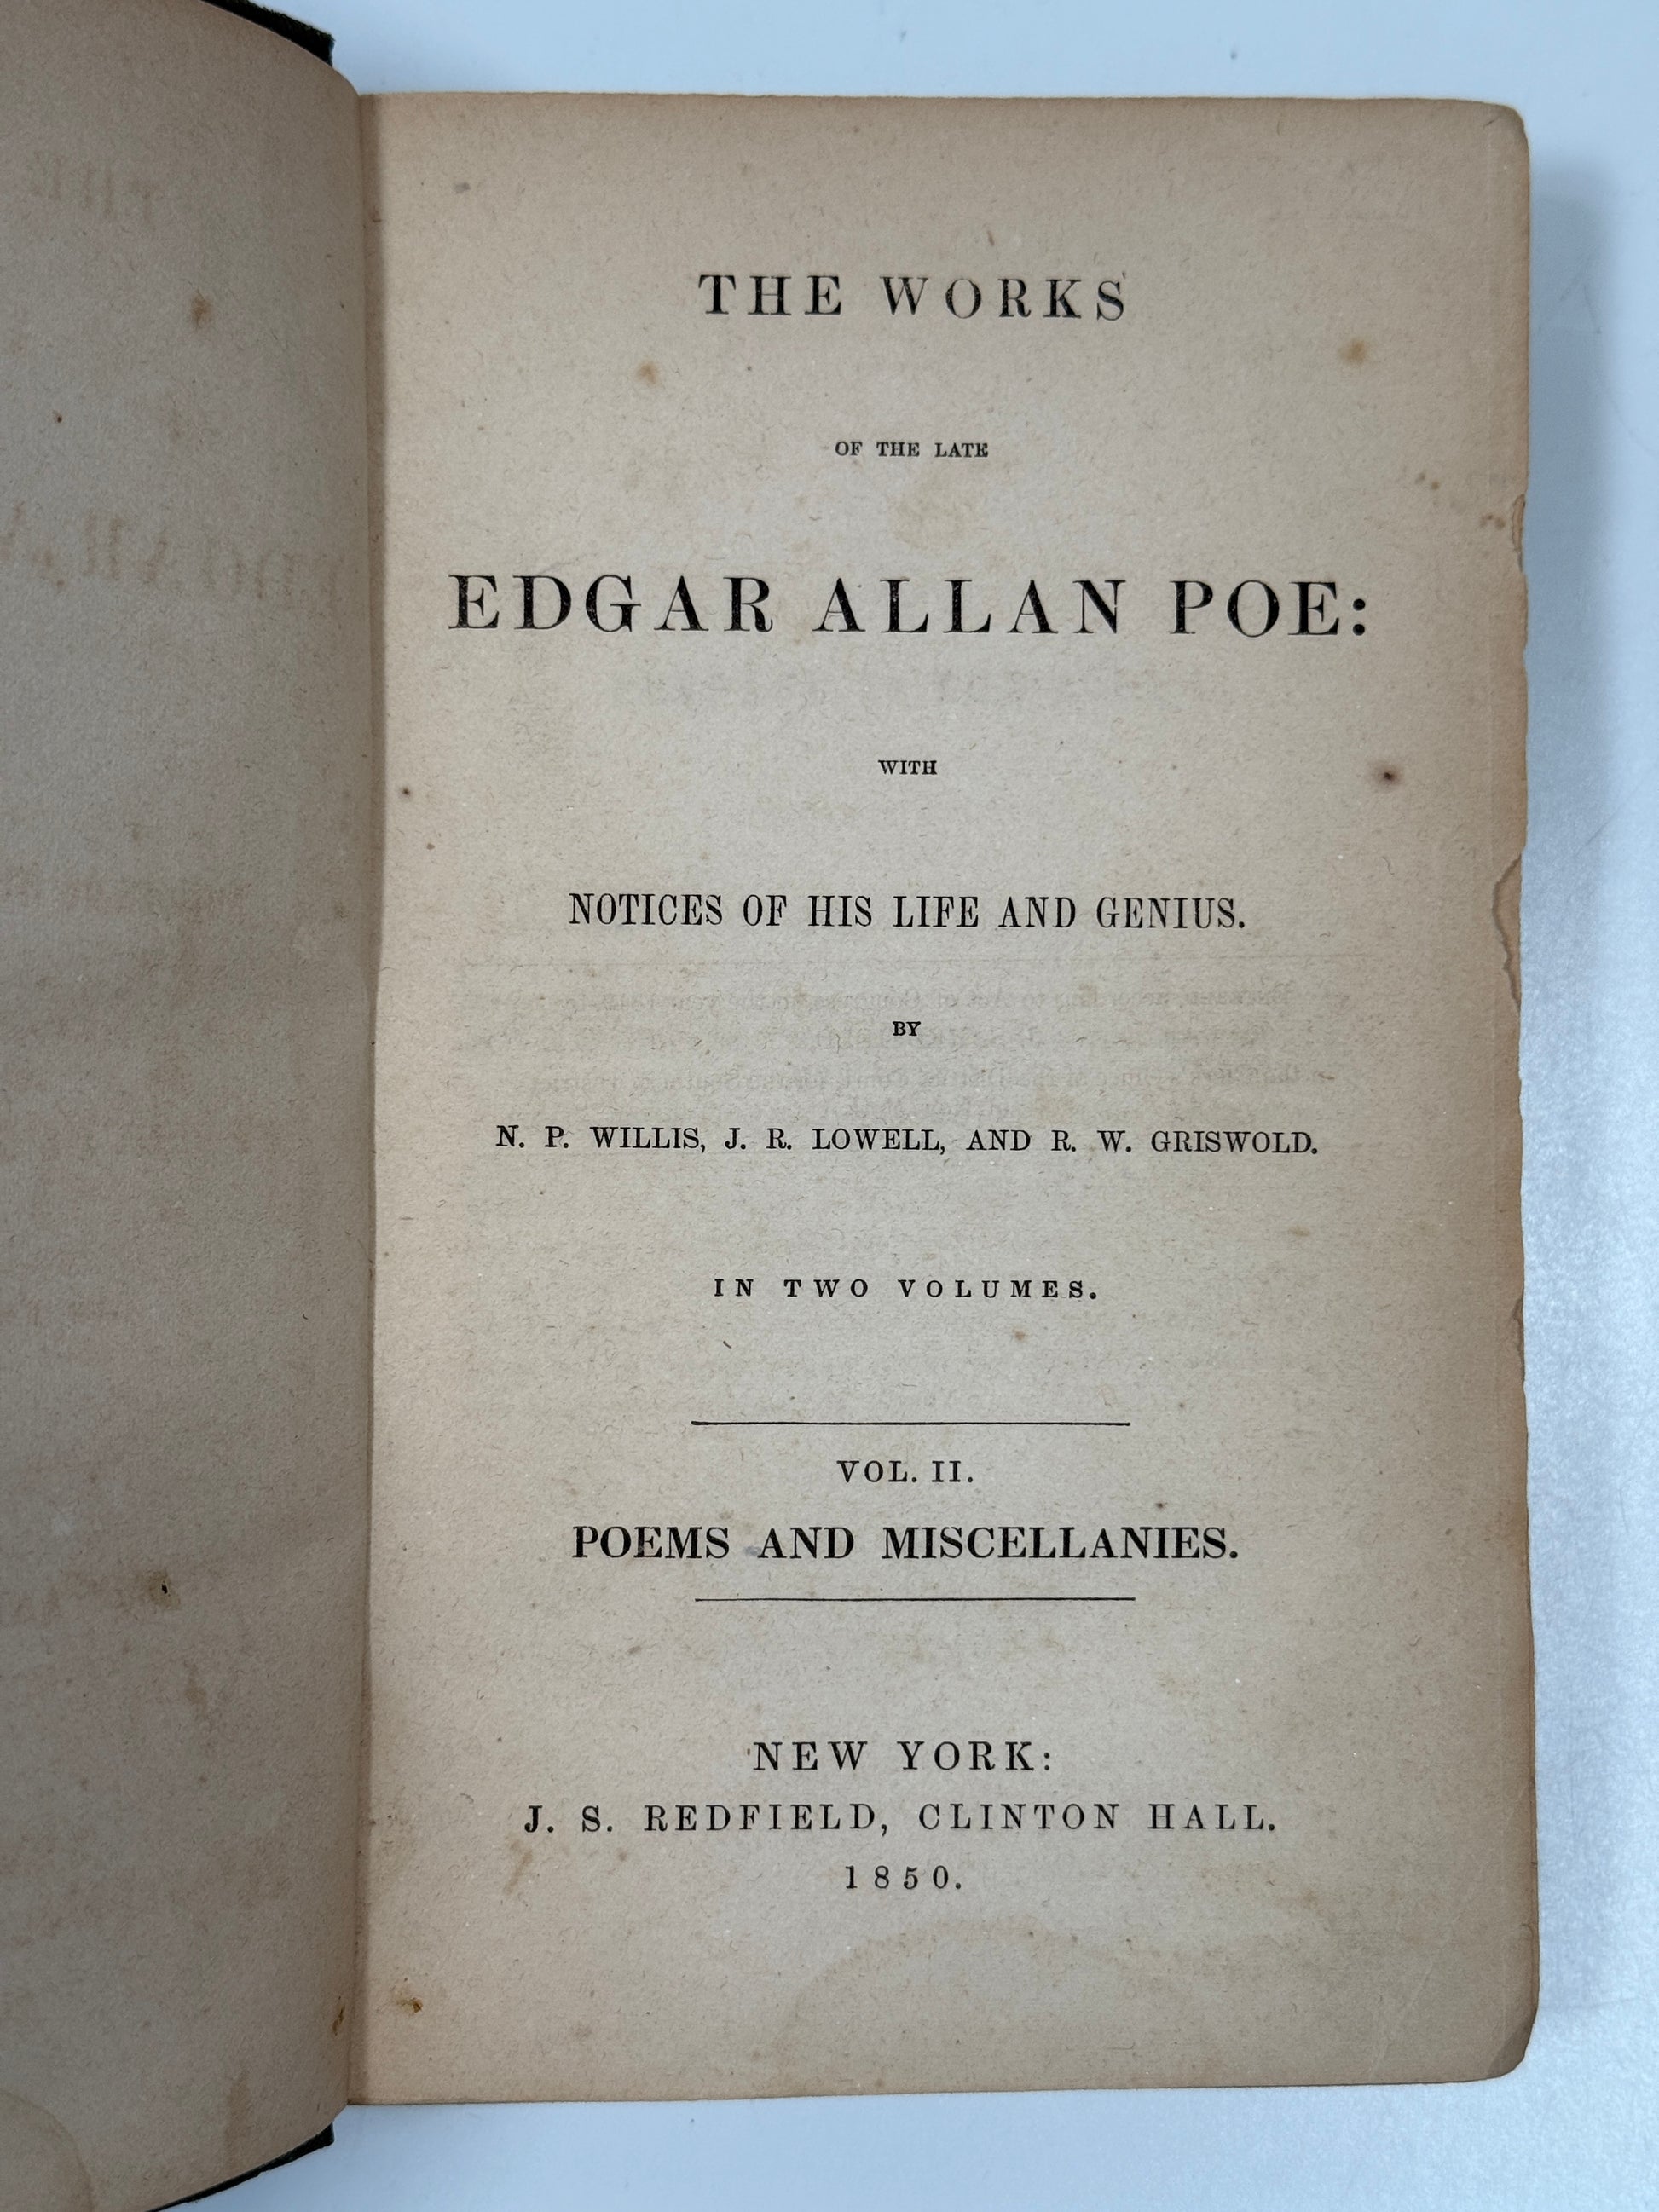 THE WORKS
OF THE LATE
EDGAR ALLAN POE:
WITH
NOTICES OF HIS LIFE AND GENIUS.
BY
N. P. WILLIS, J. R. LOWELL, AND R. W. GRISWOLD.
IN TWO VOLUMES.
VOL. II.
POEMS AND MISCELLANIES.
NEW YORK:
J. S. REDFIELD, CLINTON HALL.
1850.